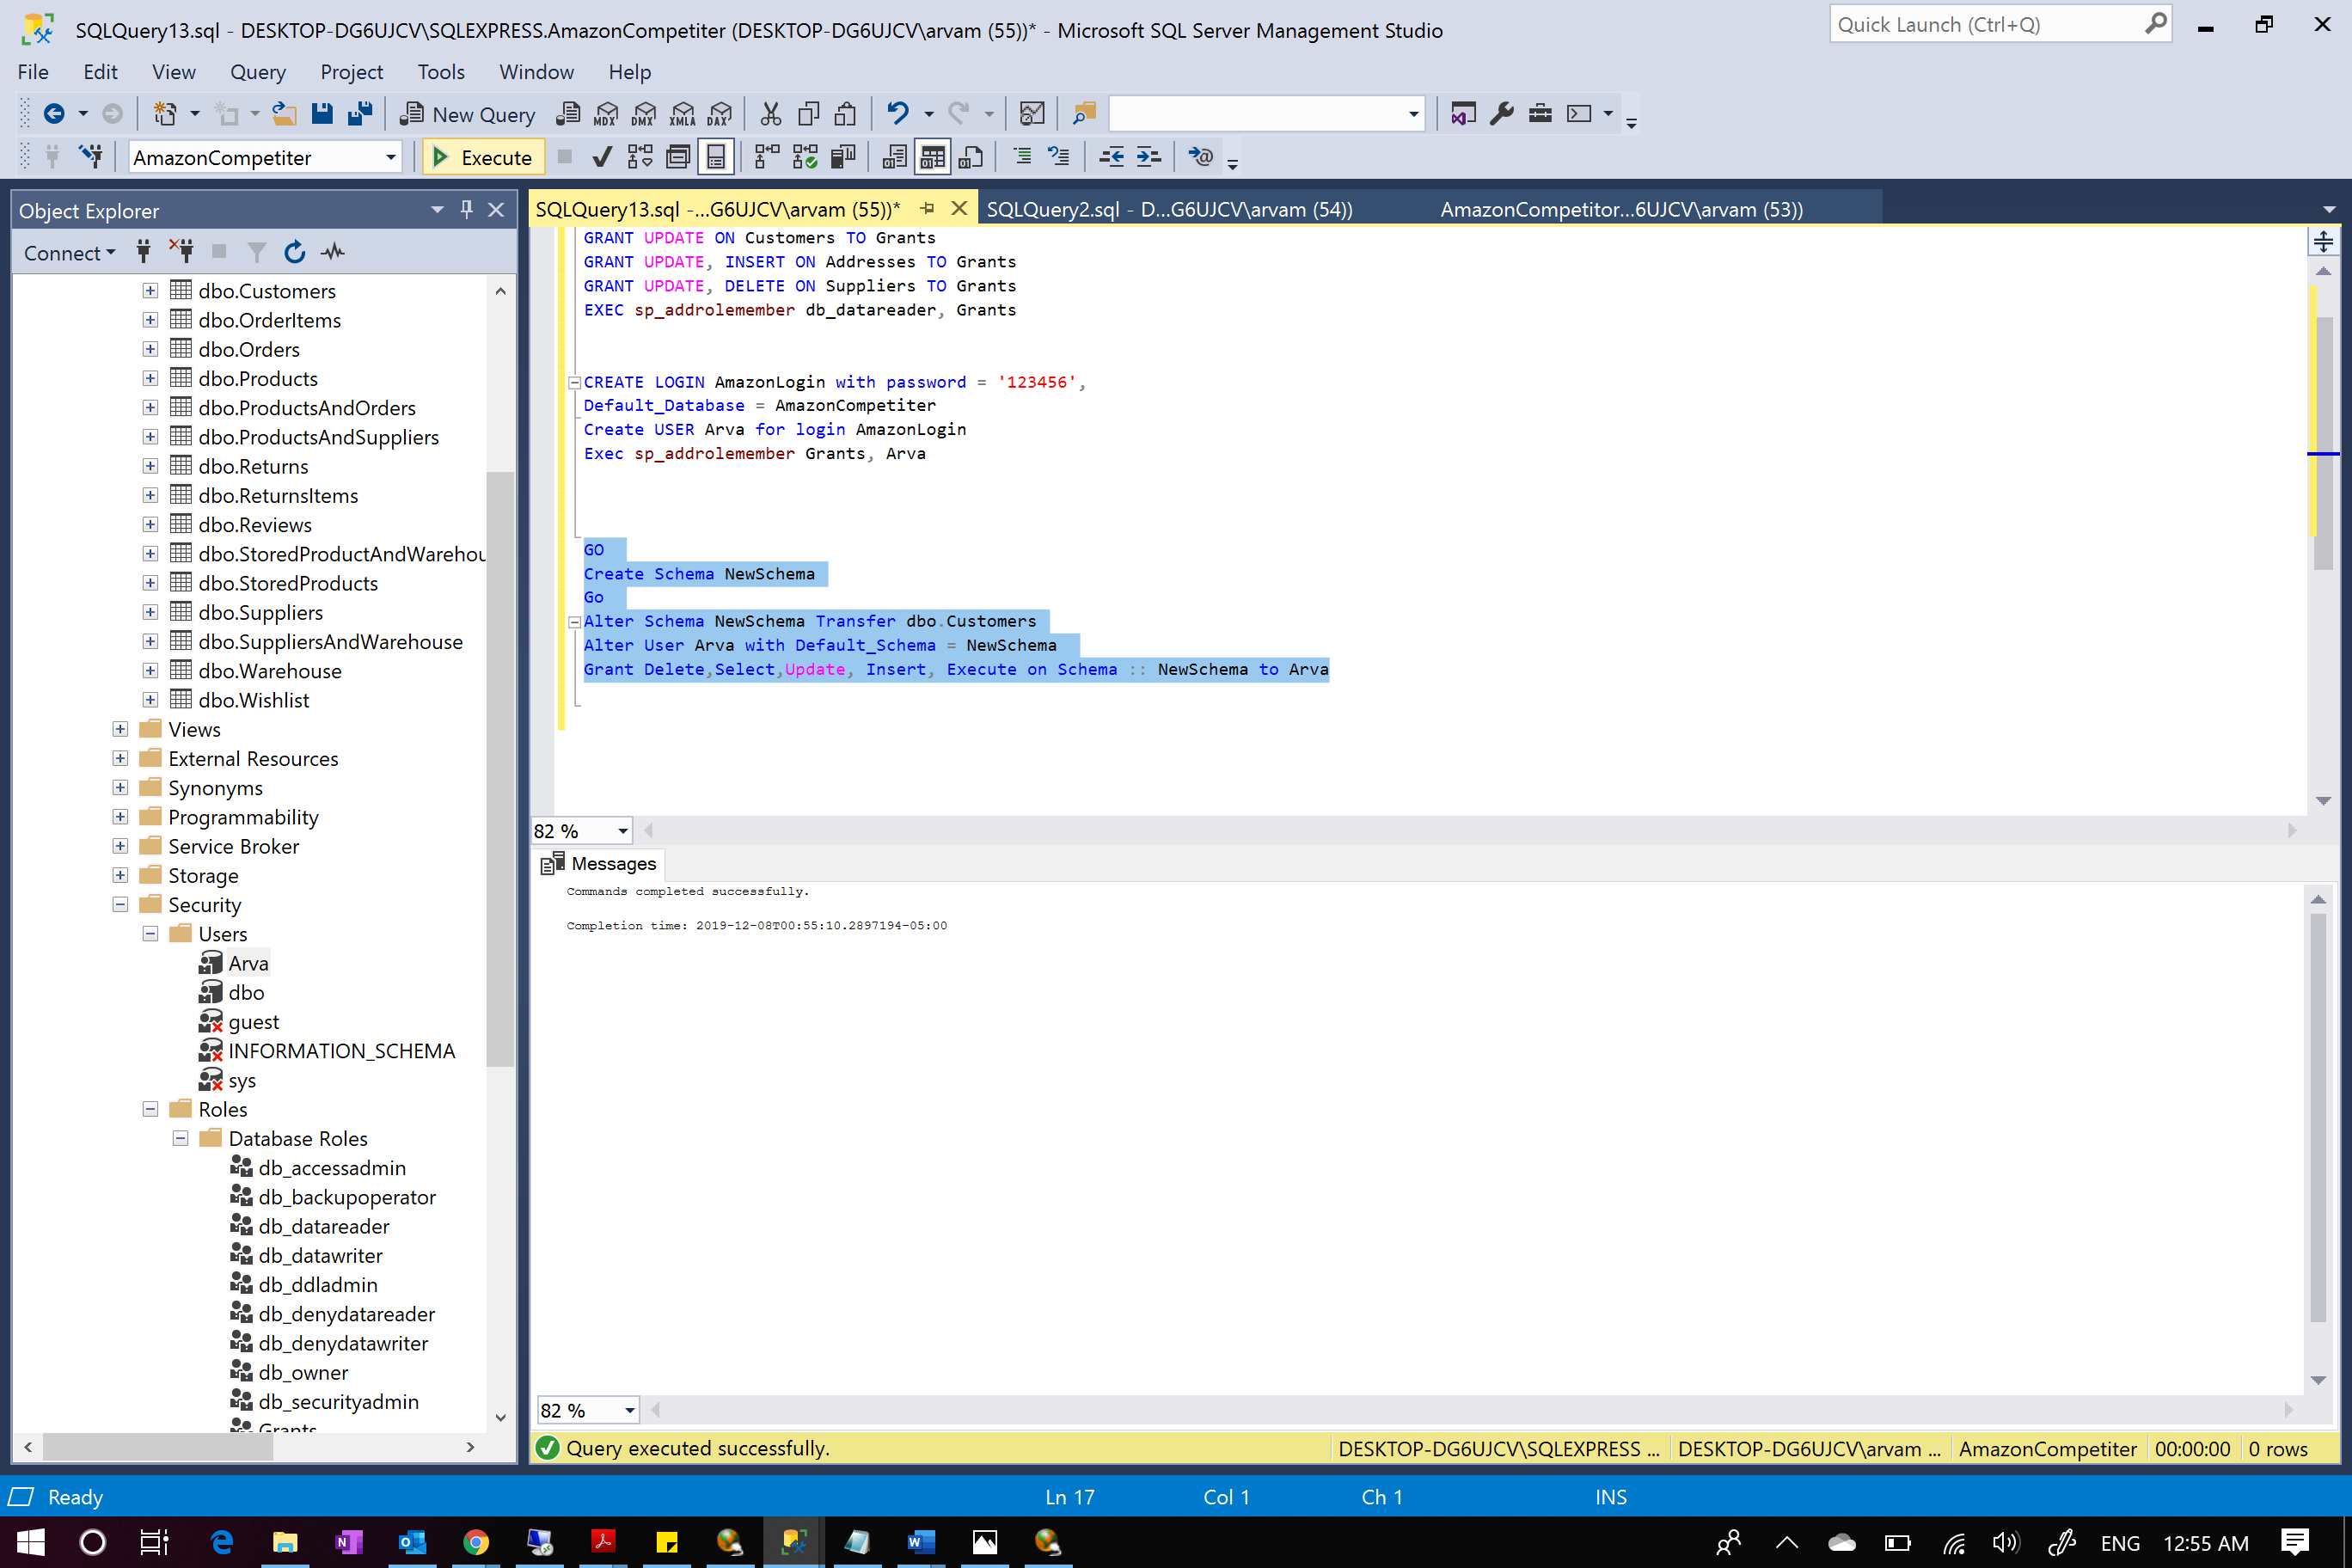 SQLQuery13.sql - DESKTOP-DG6UJCV\SQLEXPRESS.AmazonCompetiter (DESKTOP-DG6UJCV\arvam (55))* - Microsoft SQL Server Management Studio
Quick Launch (Ctrl+Q)
File Edit View Query Project Tools Window Help
New Query MDX DMX XMLA DAX
AmazonCompetiter Execute
Object Explorer
Connect
dbo.Customers
dbo.OrderItems
dbo.Orders
dbo.Products
dbo.ProductsAndOrders
dbo.ProductsAndSuppliers
dbo.Returns
dbo.ReturnsItems
dbo.Reviews
dbo.StoredProductAndWarehou
dbo.StoredProducts
dbo.Suppliers
dbo.SuppliersAndWarehouse
dbo.Warehouse
dbo.Wishlist
Views
External Resources
Synonyms
Programmability
Service Broker
Storage
Security
Users
Arva
dbo
guest
INFORMATION_SCHEMA
sys
Roles
Database Roles
db_accessadmin
db_backupoperator
db_datareader
db_datawriter
db_ddladmin
db_denydatareader
db_denydatawriter
db_owner
db_securityadmin
Grants
SQLQuery13.sql -...G6UJCV\arvam (55))* SQLQuery2.sql - D...G6UJCV\arvam (54)) AmazonCompetitor...6UJCV\arvam (53))
GRANT UPDATE ON Customers TO Grants
GRANT UPDATE, INSERT ON Addresses TO Grants
GRANT UPDATE, DELETE ON Suppliers TO Grants
EXEC sp_addrolemember db_datareader, Grants
CREATE LOGIN AmazonLogin with password = '123456',
Default_Database = AmazonCompetiter
Create USER Arva for login AmazonLogin
Exec sp_addrolemember Grants, Arva
GO
Create Schema NewSchema
Go
Alter Schema NewSchema Transfer dbo.Customers
Alter User Arva with Default_Schema = NewSchema
Grant Delete,Select,Update, Insert, Execute on Schema :: NewSchema to Arva
82 %
Messages
Commands completed successfully.
Completion time: 2019-12-08T00:55:10.2897194-05:00
82 %
Query executed successfully. DESKTOP-DG6UJCV\SQLEXPRESS ... DESKTOP-DG6UJCV\arvam ... AmazonCompetiter 00:00:00 0 rows
Ready Ln 17 Col 1 Ch 1 INS
ENG 12:55 AM